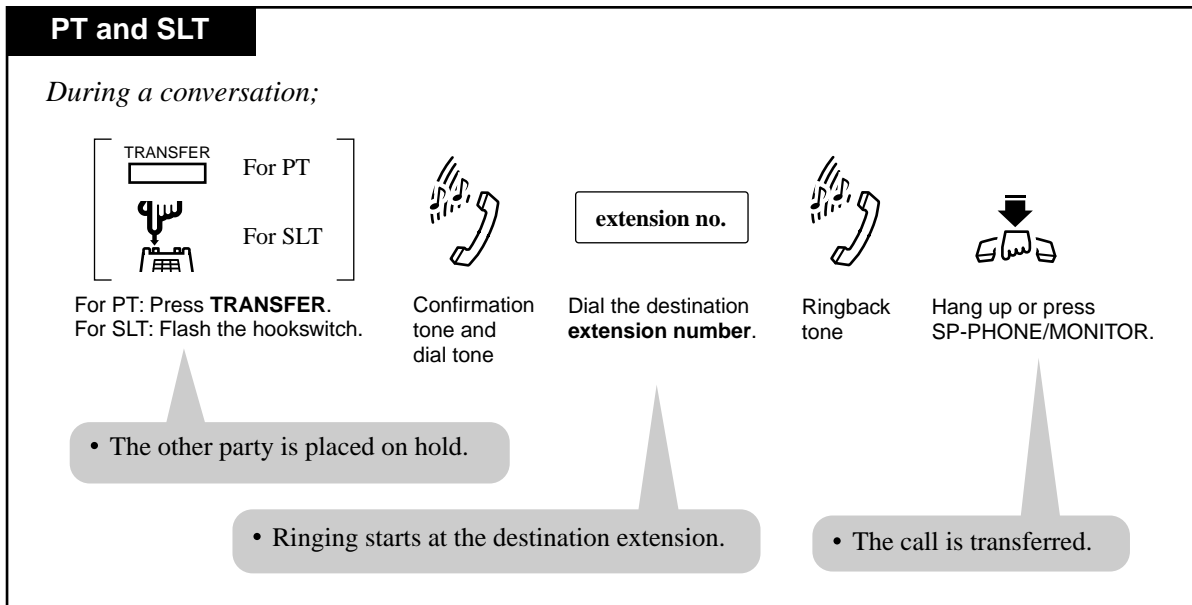 PT and SLT
During a conversation;
TRANSFER
For PT
For SLT
For PT: Press TRANSFER.
For SLT: Flash the hookswitch.
Confirmation
tone and
dial tone
extension no.
Dial the destination
extension number.
Ringback
tone
Hang up or press
SP-PHONE/MONITOR.
• The other party is placed on hold.
• Ringing starts at the destination extension.
• The call is transferred.